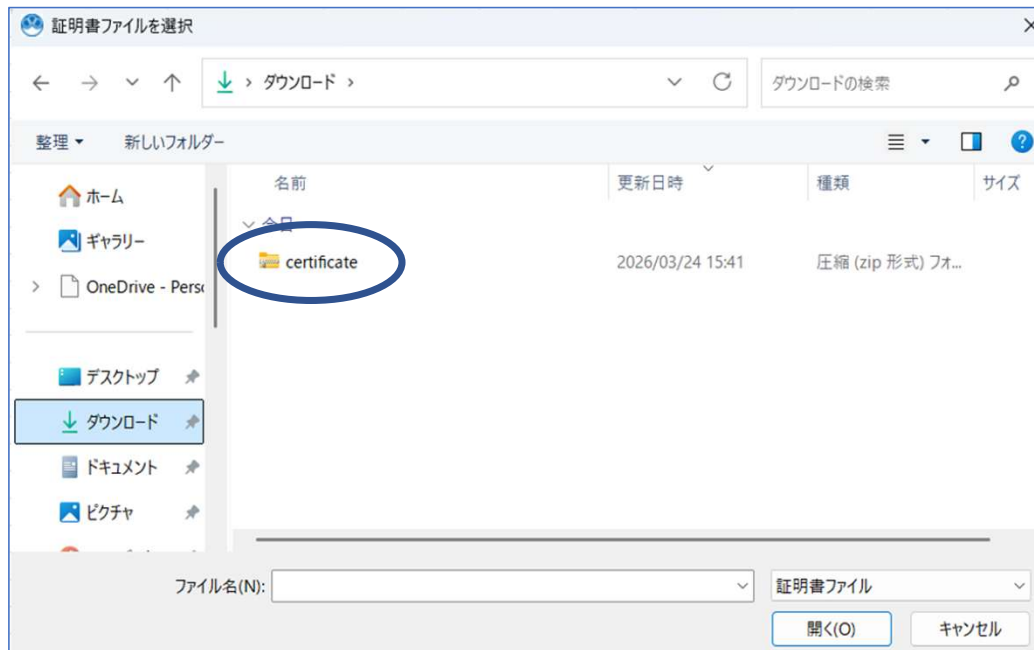 証明書ファイルを選択
ダウンロード
ダウンロードの検索
整理
新しいフォルダー
名前
更新日時
種類
サイズ
ホーム
今日
ギャラリー
certificate
2026/03/24 15:41
圧縮 (zip 形式) フォ...
OneDrive - Perso
デスクトップ
ダウンロード
ドキュメント
ピクチャ
ファイル名(N):
証明書ファイル
開く(O)
キャンセル